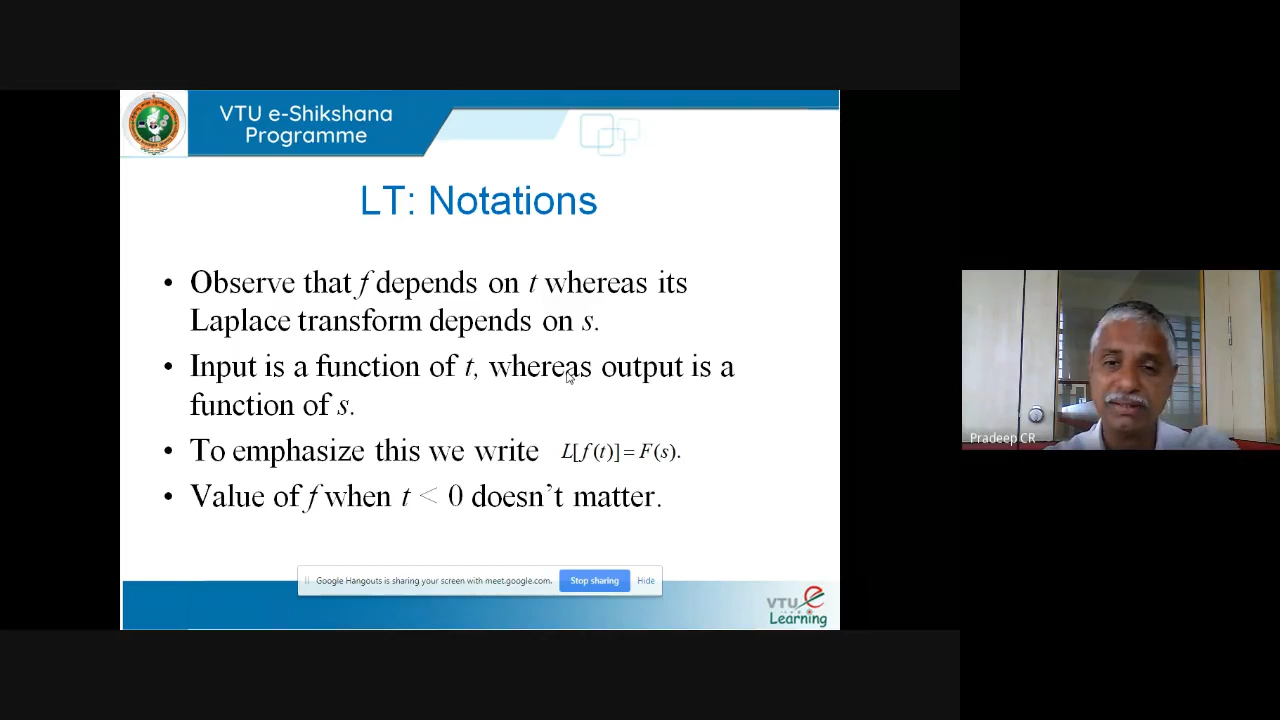 VTU e-Shikshana
Programme
LT: Notations
• Observe that f depends on t whereas its
Laplace transform depends on s.
• Input is a function of t, whereas output is a
function of s.
• To emphasize this we write L[f(t)] = F(s).
• Value of f when t < 0 doesn’t matter.
Google Hangouts is sharing your screen with meet.google.com.
Stop sharing
Hide
VTU e
Learning
Pradeep CR